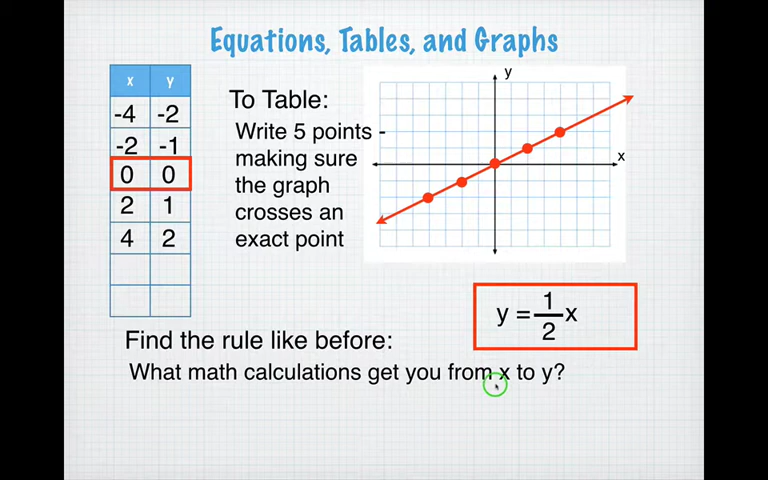 Equations, Tables, and Graphs
x y
-4 -2
-2 -1
0 0
2 1
4 2
To Table:
Write 5 points -
making sure
the graph
crosses an
exact point
y
x
y = 1/2 x
Find the rule like before:
What math calculations get you from x to y?